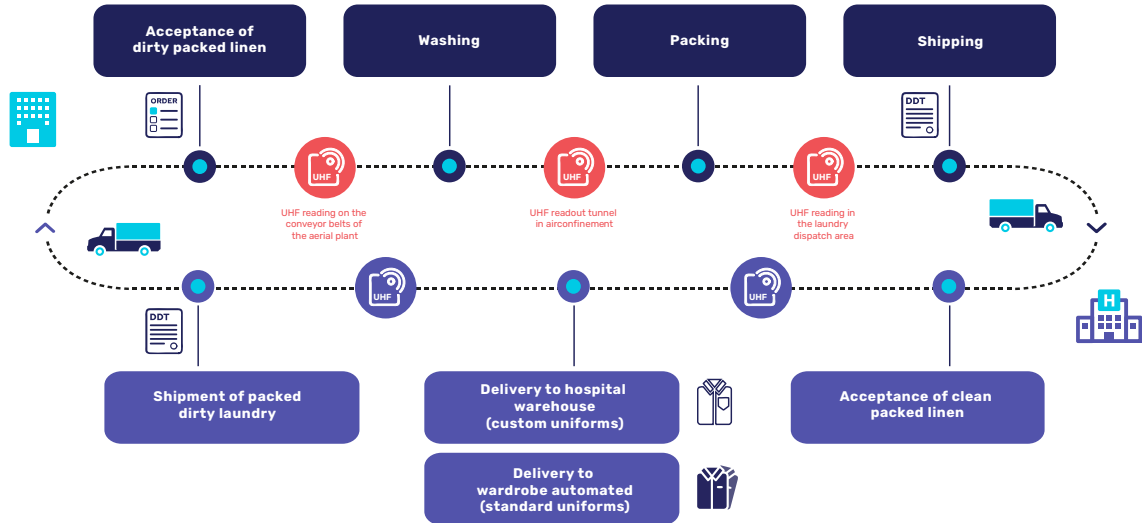 Acceptance of
dirty packed linen
Washing
Packing
Shipping
ORDER
DDT
UHF
UHF
UHF
UHF reading on the
conveyor belts of
the aerial plant
UHF readout tunnel
in airconfinement
UHF reading in
the laundry
dispatch area
UHF
UHF
H
DDT
Shipment of packed
dirty laundry
Delivery to hospital
warehouse
(custom uniforms)
Acceptance of clean
packed linen
Delivery to
wardrobe automated
(standard uniforms)